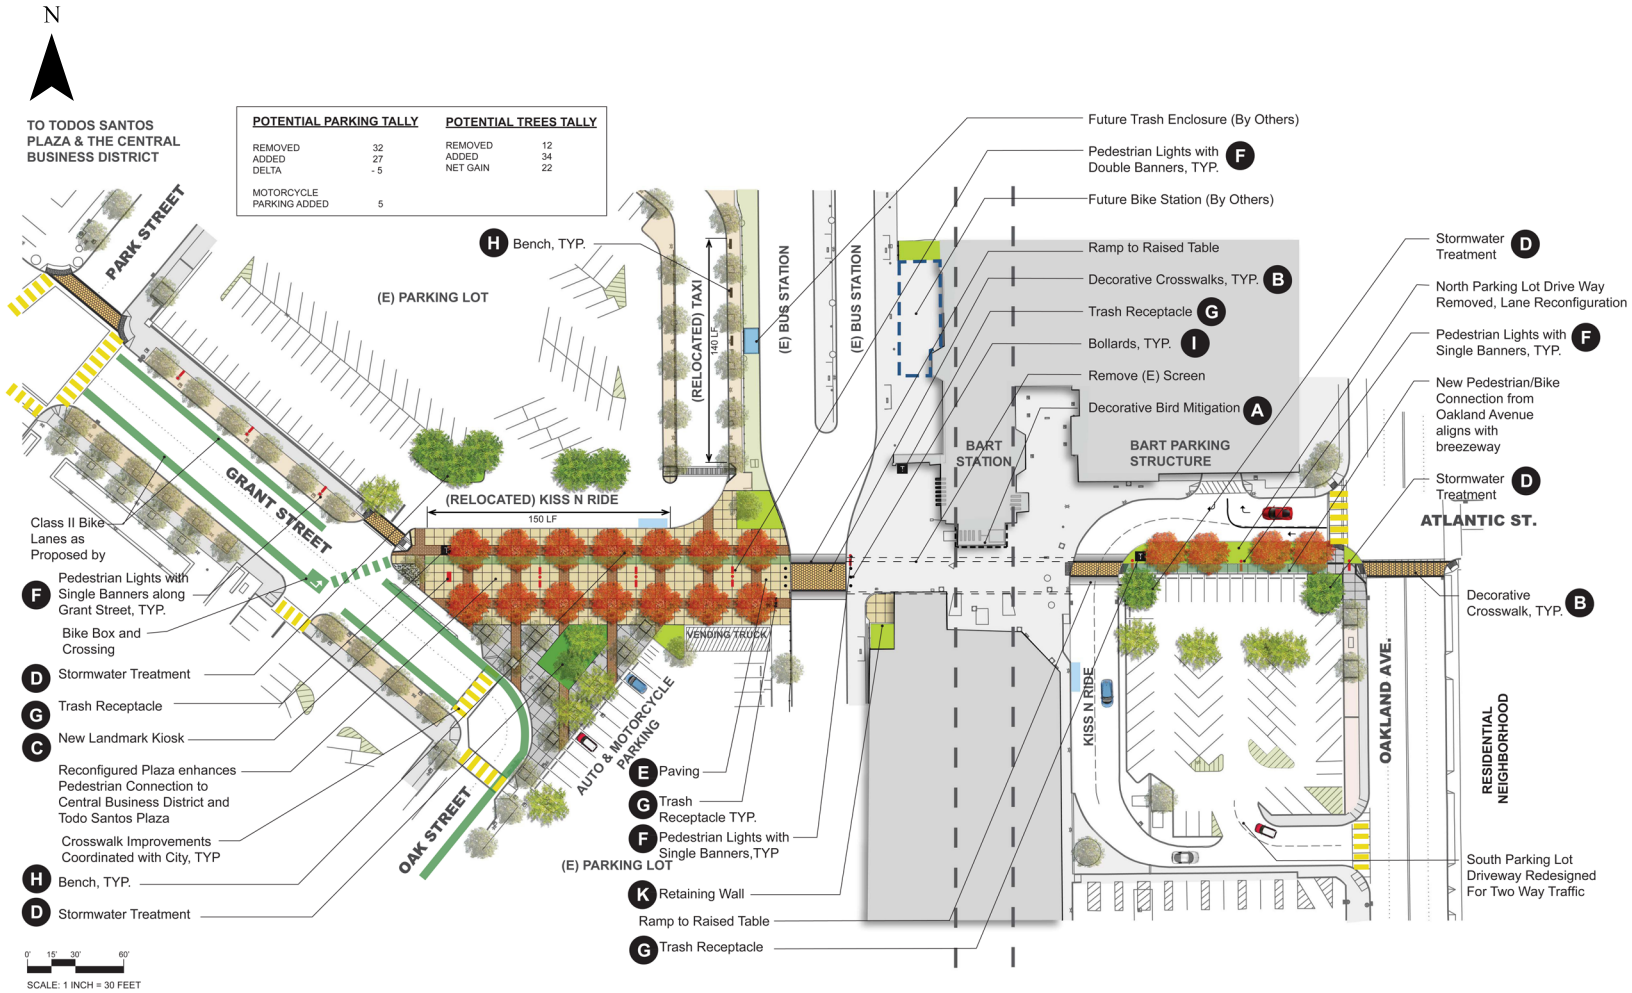 N
TO TODOS SANTOS
PLAZA & THE CENTRAL
BUSINESS DISTRICT
POTENTIAL PARKING TALLY
REMOVED 32
ADDED 27
DELTA - 5
MOTORCYCLE
PARKING ADDED 5
POTENTIAL TREES TALLY
REMOVED 12
ADDED 34
NET GAIN 22
PARK STREET
(E) PARKING LOT
H Bench, TYP.
(RELOCATED) TAXI
140 LF
(E) BUS STATION
(E) BUS STATION
Future Trash Enclosure (By Others)
Pedestrian Lights with
Double Banners, TYP.
F
Future Bike Station (By Others)
Ramp to Raised Table
Decorative Crosswalks, TYP. B
Trash Receptacle G
Bollards, TYP. I
Remove (E) Screen
Decorative Bird Mitigation A
BART
STATION
BART PARKING
STRUCTURE
Stormwater
Treatment
D
North Parking Lot Drive Way
Removed, Lane Reconfiguration
Pedestrian Lights with
Single Banners, TYP.
F
New Pedestrian/Bike
Connection from
Oakland Avenue
aligns with
breezeway
Stormwater
Treatment
D
ATLANTIC ST.
Decorative
Crosswalk, TYP.
B
OAKLAND AVE.
RESIDENTIAL
NEIGHBORHOOD
South Parking Lot
Driveway Redesigned
For Two Way Traffic
KISS N RIDE
GRANT STREET
(RELOCATED) KISS N RIDE
150 LF
T
T
T
VENDING TRUCK
AUTO & MOTORCYCLE
PARKING
OAK STREET
(E) PARKING LOT
Class II Bike
Lanes as
Proposed by
F
Pedestrian Lights with
Single Banners along
Grant Street, TYP.
Bike Box and
Crossing
D Stormwater Treatment
G Trash Receptacle
C New Landmark Kiosk
Reconfigured Plaza enhances
Pedestrian Connection to
Central Business District and
Todo Santos Plaza
Crosswalk Improvements
Coordinated with City, TYP
H Bench, TYP.
D Stormwater Treatment
E Paving
G Trash
Receptacle TYP.
F Pedestrian Lights with
Single Banners,TYP
K Retaining Wall
Ramp to Raised Table
G Trash Receptacle
0' 15' 30' 60'
SCALE: 1 INCH = 30 FEET